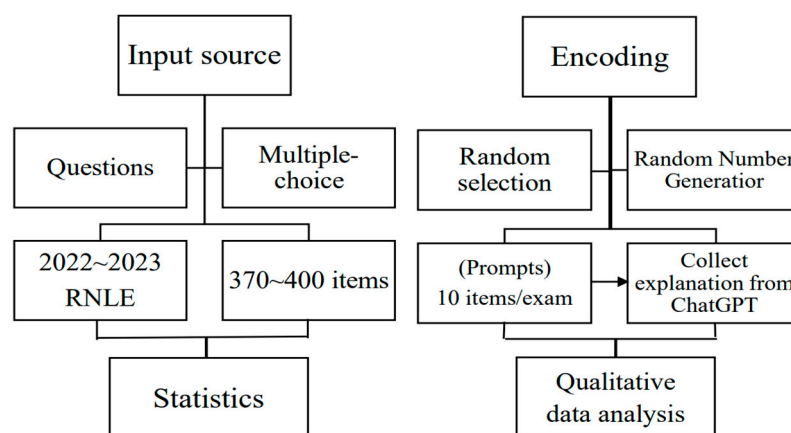 Input source
Questions
Multiple-
choice
2022~2023
RNLE
370~400 items
Statistics
Encoding
Random
selection
Random Number
Generatior
(Prompts)
10 items/exam
Collect
explanation from
ChatGPT
Qualitative
data analysis